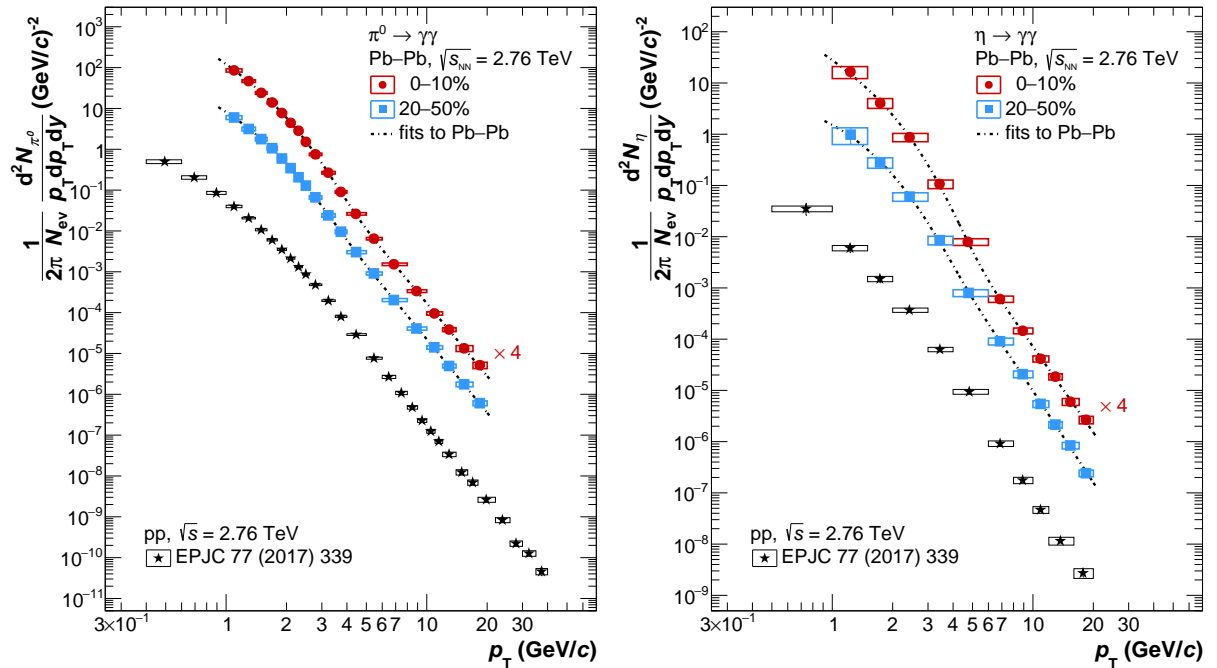 1/2π N_ev d²N_π⁰/p_T dp_T dy (GeV/c)⁻²
π⁰ → γγ
Pb–Pb, √s_NN = 2.76 TeV
0–10%
20–50%
fits to Pb–Pb
10³
10²
10
1
10⁻¹
10⁻²
10⁻³
10⁻⁴
10⁻⁵
10⁻⁶
10⁻⁷
10⁻⁸
10⁻⁹
10⁻¹⁰
10⁻¹¹
× 4
pp, √s = 2.76 TeV
EPJC 77 (2017) 339
3×10⁻¹ 1 2 3 4 5 6 7 10 20 30
p_T (GeV/c)
1/2π N_ev d²N_η/p_T dp_T dy (GeV/c)⁻²
η → γγ
Pb–Pb, √s_NN = 2.76 TeV
0–10%
20–50%
fits to Pb–Pb
10²
10
1
10⁻¹
10⁻²
10⁻³
10⁻⁴
10⁻⁵
10⁻⁶
10⁻⁷
10⁻⁸
10⁻⁹
× 4
pp, √s = 2.76 TeV
EPJC 77 (2017) 339
3×10⁻¹ 1 2 3 4 5 6 7 10 20 30
p_T (GeV/c)